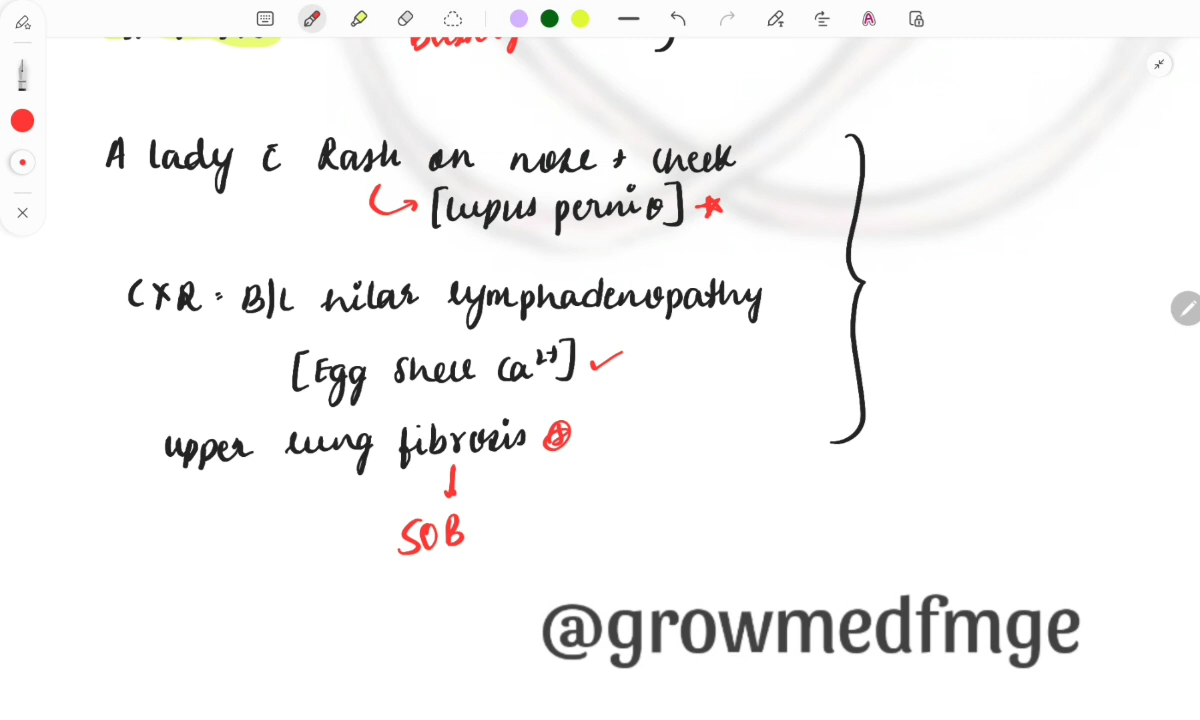 A lady c̄ Rash on nose + cheek
[lupus pernio]
CXR = B/L hilar lymphadenopathy
[Egg shell Ca²⁺]
upper lung fibrosis ⊕
SOB
@growmedfmge